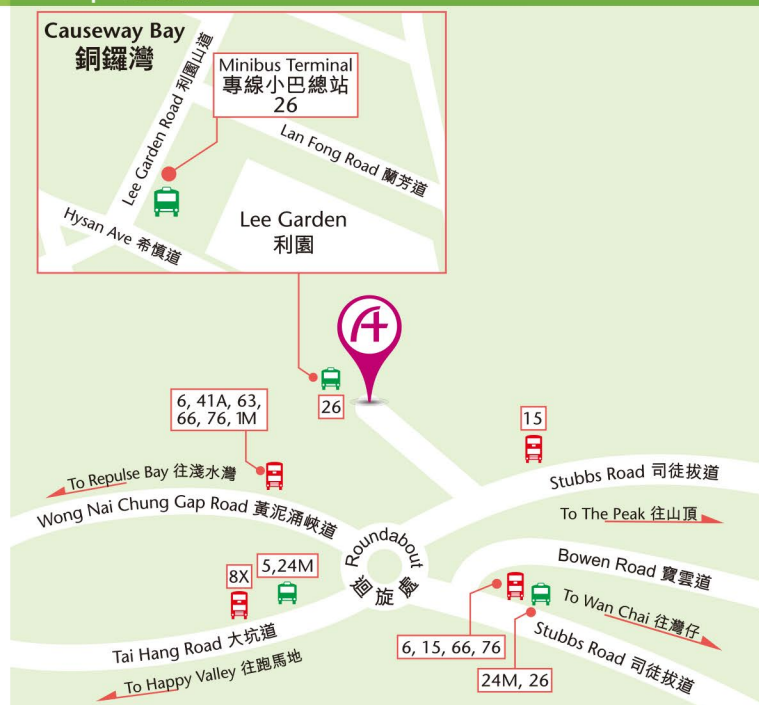 Causeway Bay
銅鑼灣
Minibus Terminal
專線小巴總站
26
Lee Garden Road 利園山道
Lan Fong Road 蘭芳道
Hysan Ave 希慎道
Lee Garden
利園
26
6, 41A, 63,
66, 76, 1M
15
To Repulse Bay 往淺水灣
Stubbs Road 司徒拔道
Wong Nai Chung Gap Road 黃泥涌峽道
To The Peak 往山頂
Roundabout
迴旋處
Bowen Road 寶雲道
8X
5,24M
To Wan Chai 往灣仔
Tai Hang Road 大坑道
6, 15, 66, 76
Stubbs Road 司徒拔道
To Happy Valley 往跑馬地
24M, 26